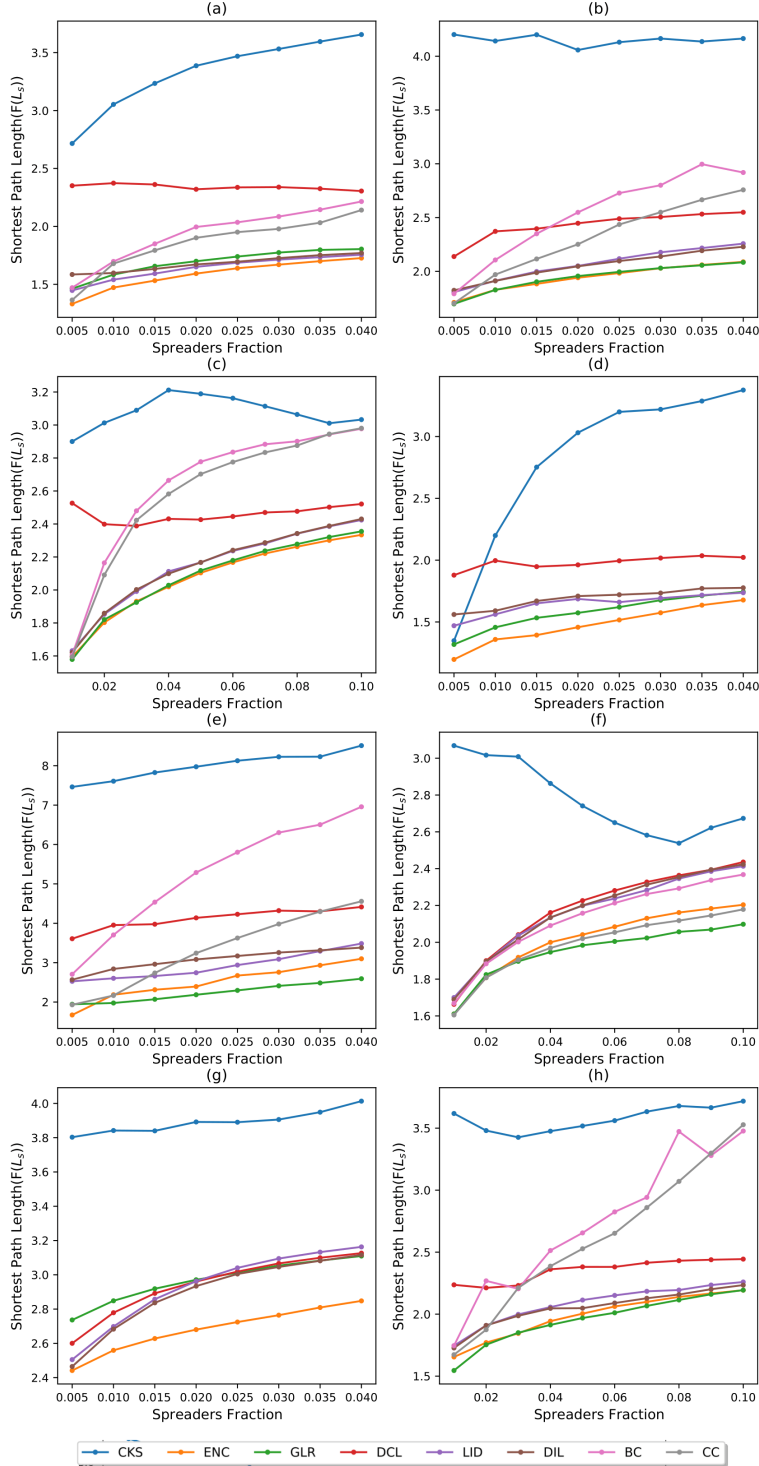 (a) (b)
Shortest Path Length(F(Lₛ))
3.5
3.0
2.5
2.0
1.5
0.005 0.010 0.015 0.020 0.025 0.030 0.035 0.040
Spreaders Fraction
Shortest Path Length(F(Lₛ))
4.0
3.5
3.0
2.5
2.0
0.005 0.010 0.015 0.020 0.025 0.030 0.035 0.040
Spreaders Fraction
(c) (d)
Shortest Path Length(F(Lₛ))
3.2
3.0
2.8
2.6
2.4
2.2
2.0
1.8
1.6
0.02 0.04 0.06 0.08 0.10
Spreaders Fraction
Shortest Path Length(F(Lₛ))
3.0
2.5
2.0
1.5
0.005 0.010 0.015 0.020 0.025 0.030 0.035 0.040
Spreaders Fraction
(e) (f)
Shortest Path Length(F(Lₛ))
8
7
6
5
4
3
2
0.005 0.010 0.015 0.020 0.025 0.030 0.035 0.040
Spreaders Fraction
Shortest Path Length(F(Lₛ))
3.0
2.8
2.6
2.4
2.2
2.0
1.8
1.6
0.02 0.04 0.06 0.08 0.10
Spreaders Fraction
(g) (h)
Shortest Path Length(F(Lₛ))
4.0
3.8
3.6
3.4
3.2
3.0
2.8
2.6
2.4
0.005 0.010 0.015 0.020 0.025 0.030 0.035 0.040
Spreaders Fraction
Shortest Path Length(F(Lₛ))
3.5
3.0
2.5
2.0
1.5
0.02 0.04 0.06 0.08 0.10
Spreaders Fraction
CKS ENC GLR DCL LID DIL BC CC